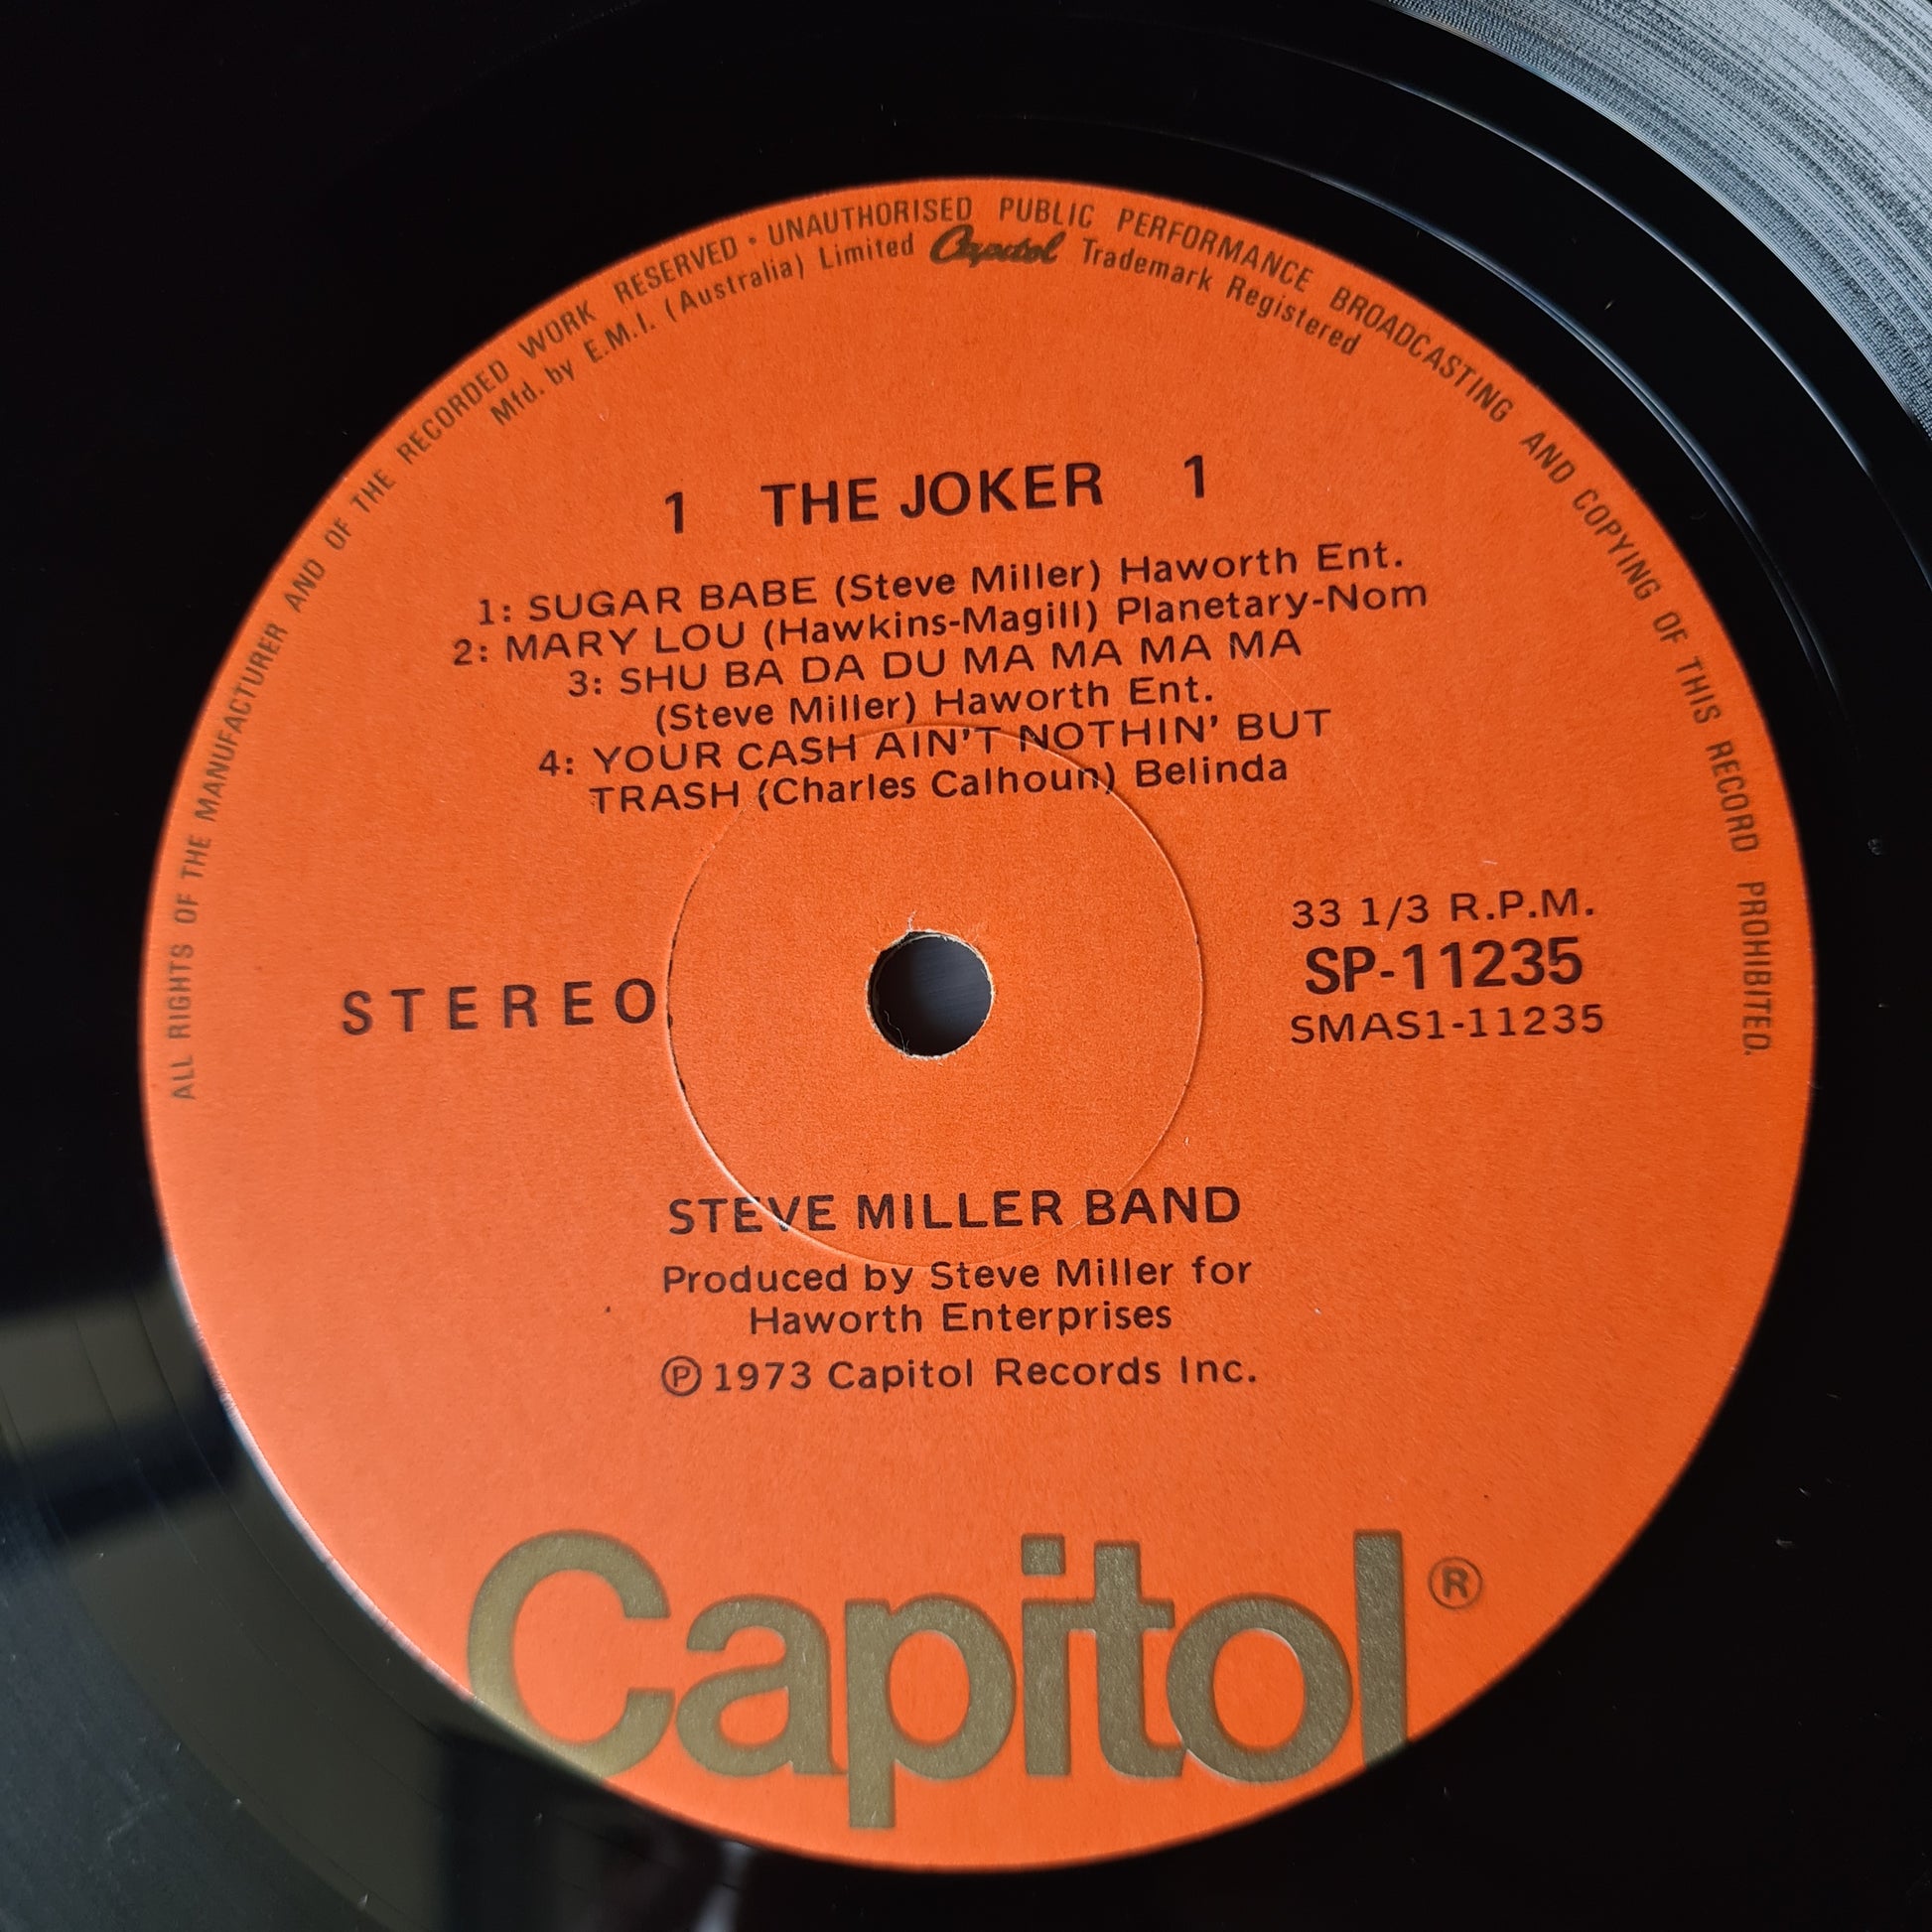 ALL RIGHTS OF THE MANUFACTURER AND OF THE RECORDED WORK RESERVED • UNAUTHORISED PUBLIC PERFORMANCE BROADCASTING AND COPYING OF THIS RECORD PROHIBITED.
Mfd. by E.M.I. (Australia) Limited Capitol Trademark Registered
1 THE JOKER 1
1: SUGAR BABE (Steve Miller) Haworth Ent.
2: MARY LOU (Hawkins-Magill) Planetary-Nom
3: SHU BA DA DU MA MA MA MA
(Steve Miller) Haworth Ent.
4: YOUR CASH AIN'T NOTHIN' BUT
TRASH (Charles Calhoun) Belinda
STEREO
33 1/3 R.P.M.
SP-11235
SMAS1-11235
STEVE MILLER BAND
Produced by Steve Miller for
Haworth Enterprises
℗ 1973 Capitol Records Inc.
Capitol®